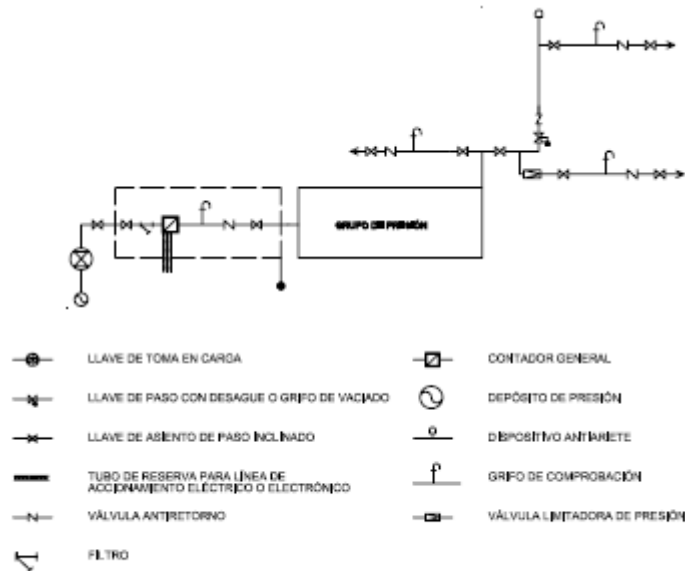 GRUPO DE PRESIÓN
LLAVE DE TOMA EN CARGA
CONTADOR GENERAL
LLAVE DE PASO CON DESAGUE O GRIFO DE VACIADO
DEPÓSITO DE PRESIÓN
LLAVE DE ASIENTO DE PASO INCLINADO
DISPOSITIVO ANTIARIETE
TUBO DE RESERVA PARA LÍNEA DE
ACCIONAMIENTO ELÉCTRICO O ELECTRÓNICO
GRIFO DE COMPROBACIÓN
VÁLVULA ANTIRETORNO
VÁLVULA LIMITADORA DE PRESIÓN
FILTRO